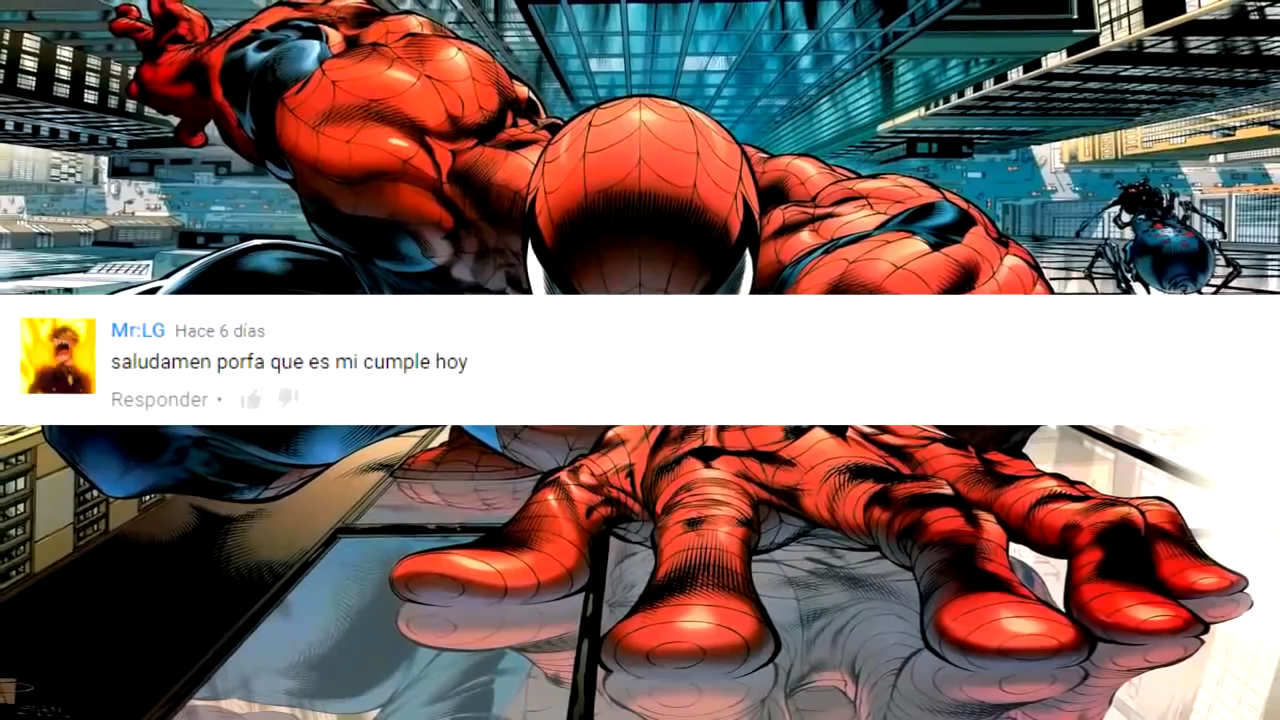 Mr:LG Hace 6 días
saludamen porfa que es mi cumple hoy
Responder •